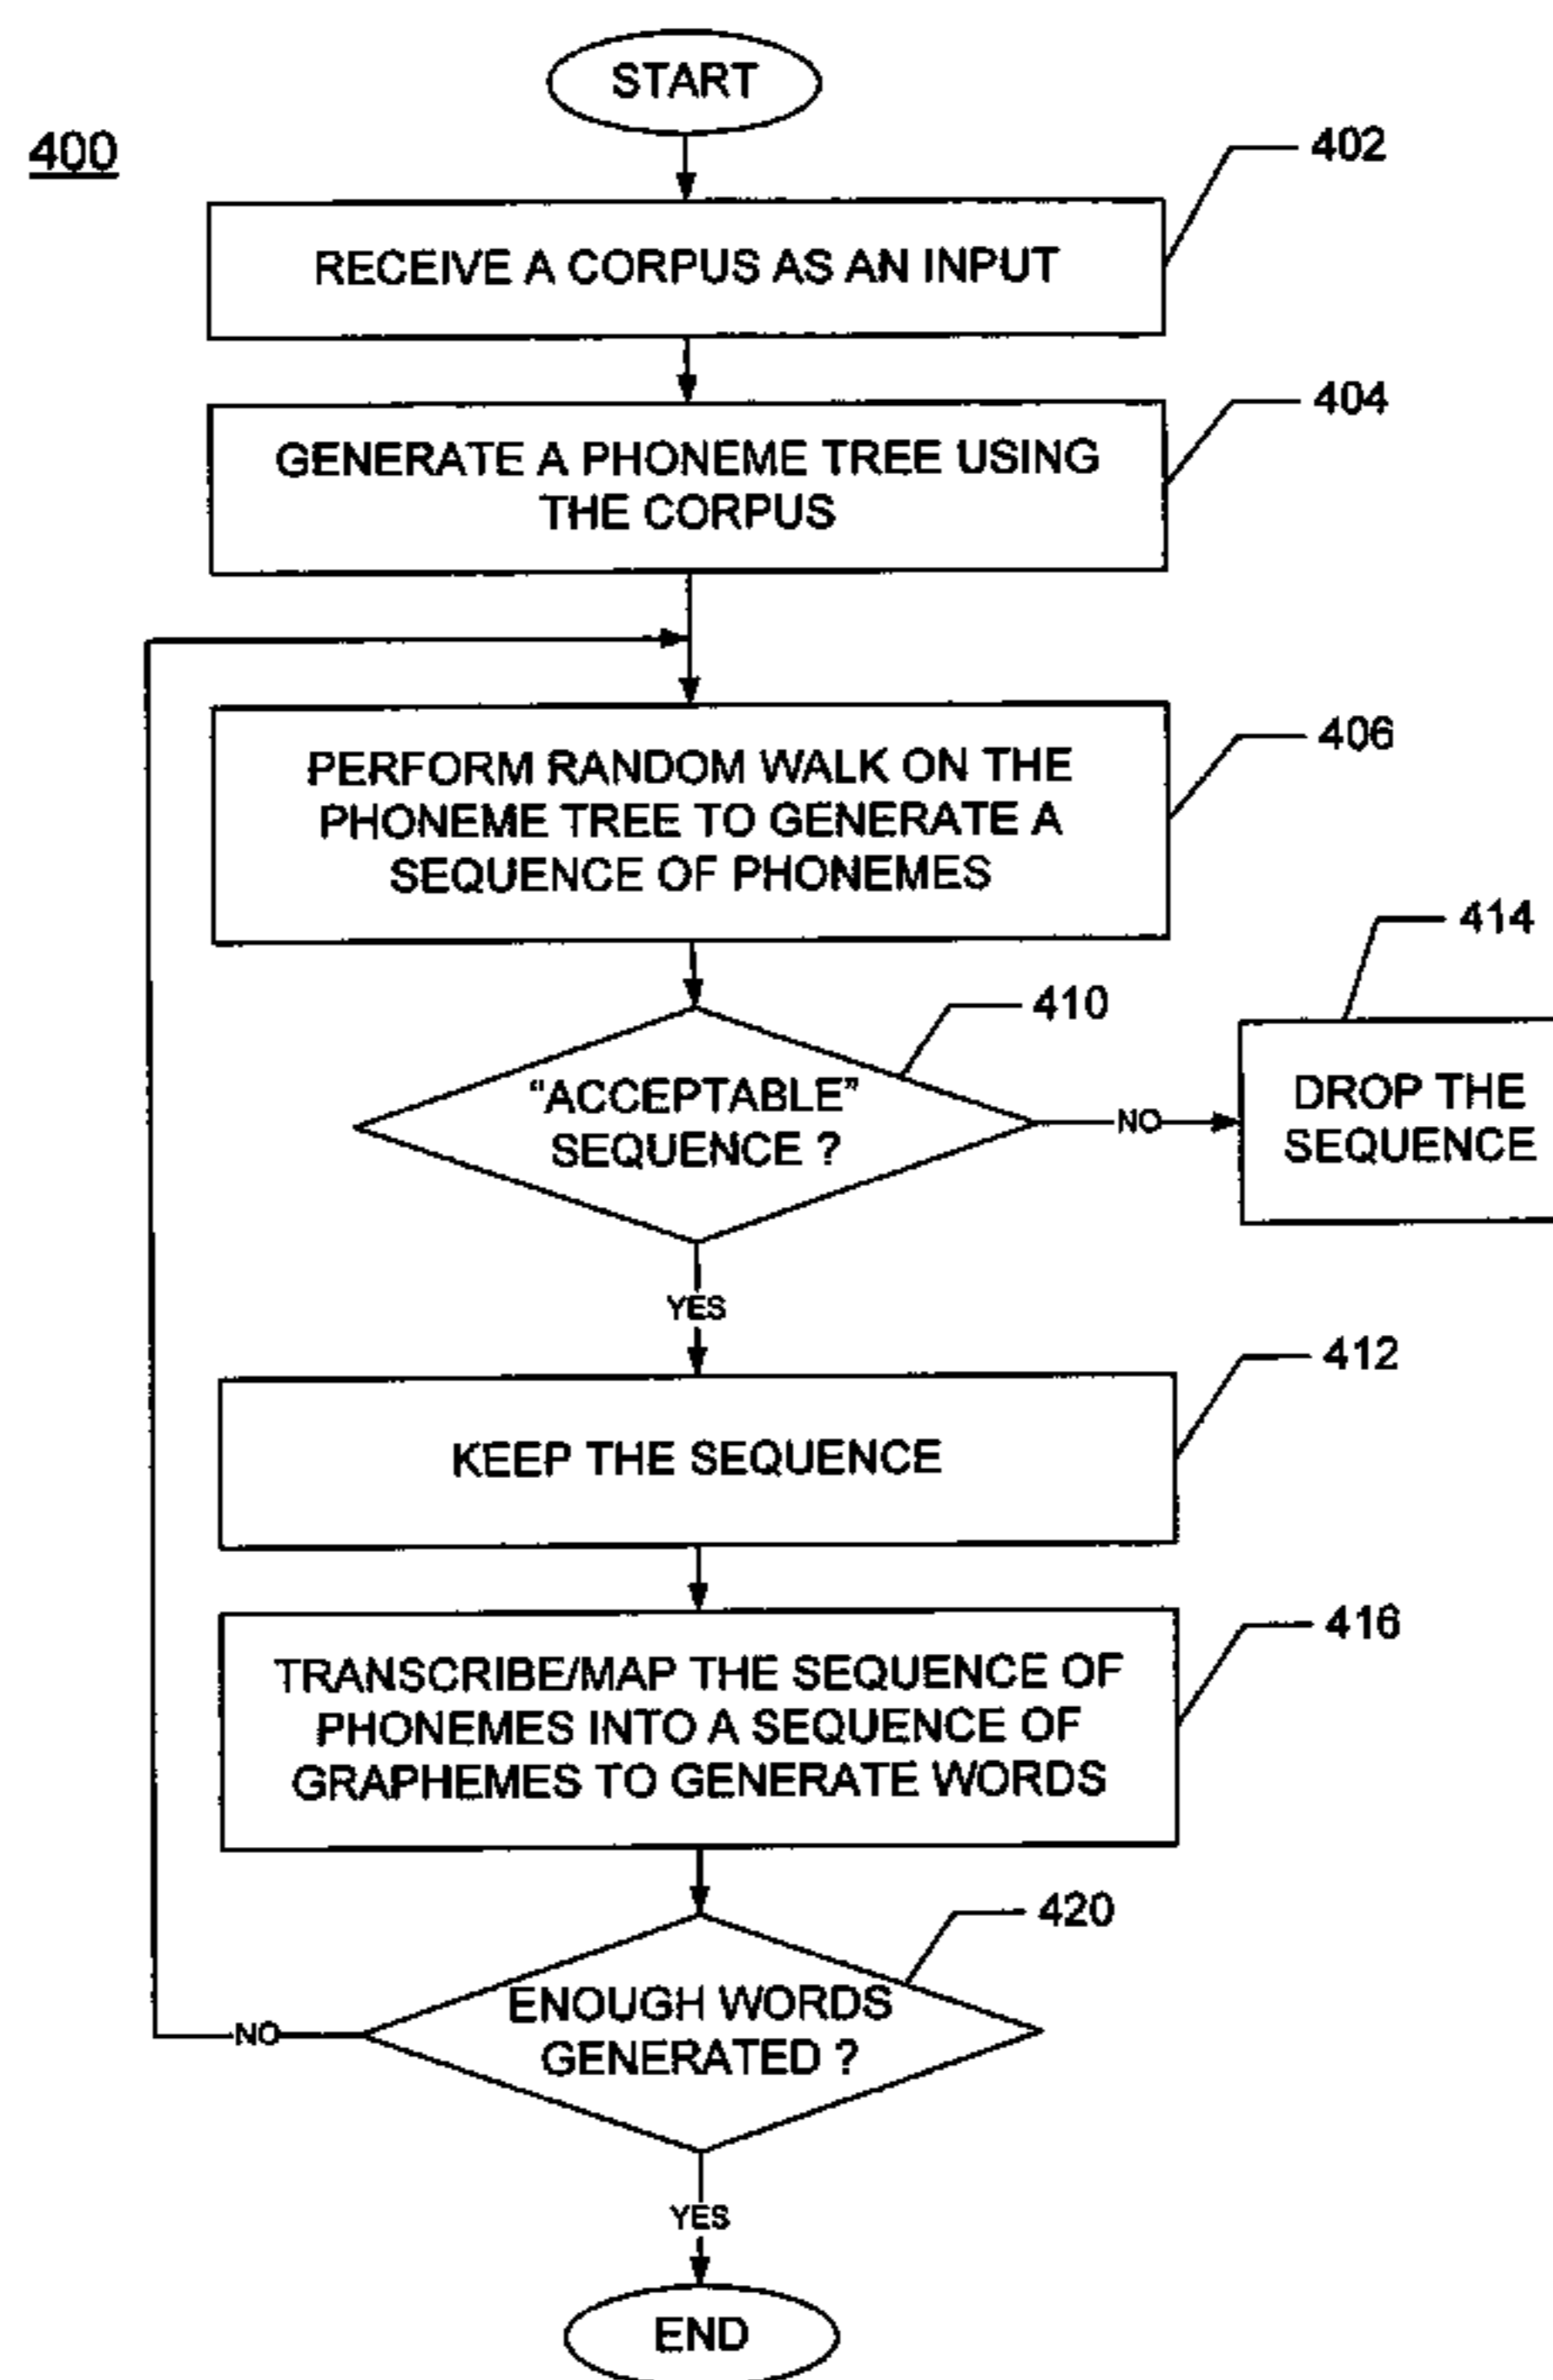 START
400
402
RECEIVE A CORPUS AS AN INPUT
404
GENERATE A PHONEME TREE USING
THE CORPUS
406
PERFORM RANDOM WALK ON THE
PHONEME TREE TO GENERATE A
SEQUENCE OF PHONEMES
414
410
“ACCEPTABLE”
SEQUENCE ?
NO
DROP THE
SEQUENCE
YES
412
KEEP THE SEQUENCE
416
TRANSCRIBE/MAP THE SEQUENCE OF
PHONEMES INTO A SEQUENCE OF
GRAPHEMES TO GENERATE WORDS
420
ENOUGH WORDS
GENERATED ?
NO
YES
END